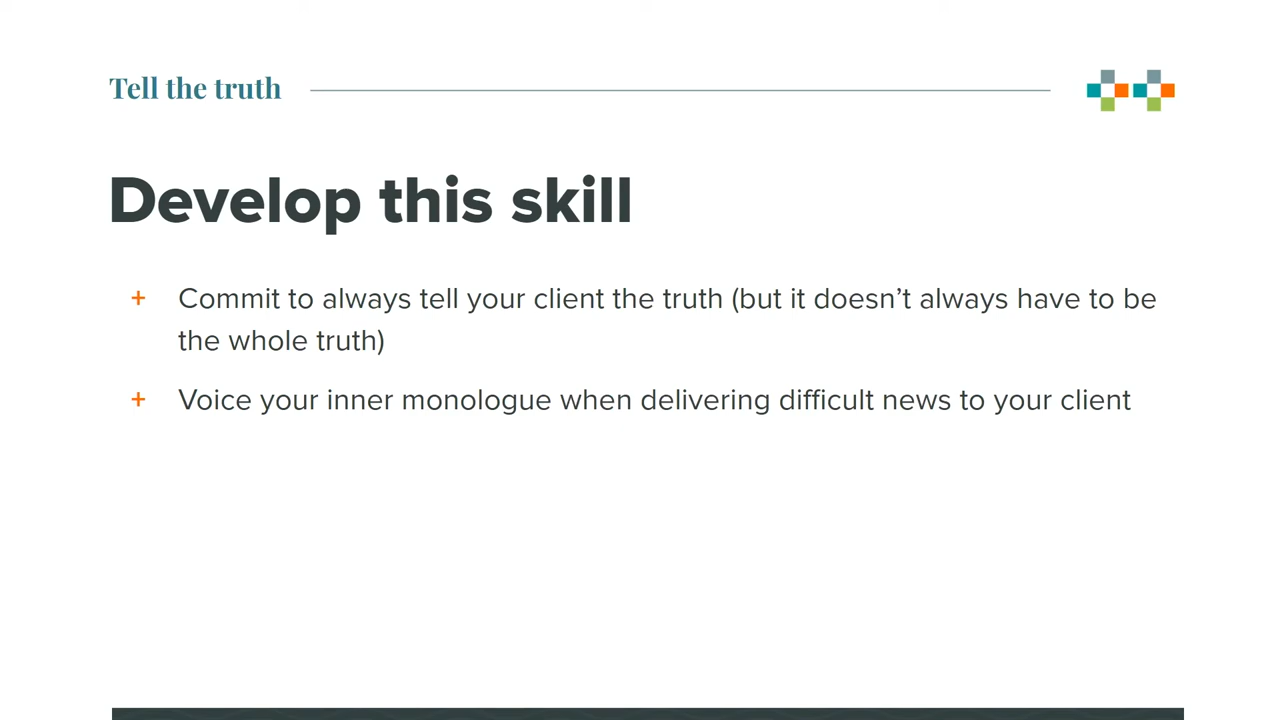 Tell the truth
Develop this skill
+ Commit to always tell your client the truth (but it doesn’t always have to be
the whole truth)
+ Voice your inner monologue when delivering difficult news to your client